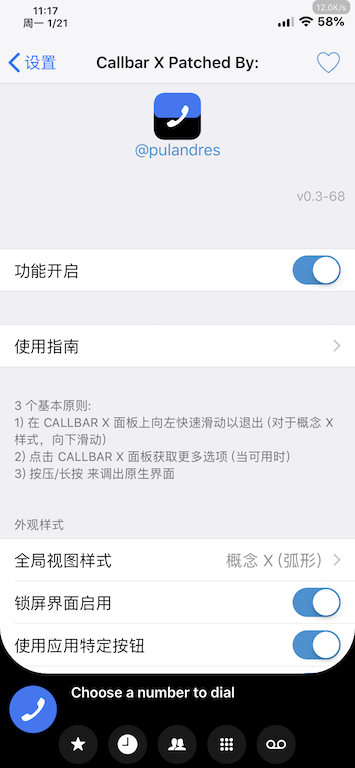 11:17
周一 1/21
12.0K/s
58%
设置
Callbar X Patched By:
@pulandres
v0.3-68
功能开启
使用指南
3 个基本原则:
1) 在 CALLBAR X 面板上向左快速滑动以退出 (对于概念 X
样式，向下滑动)
2) 点击 CALLBAR X 面板获取更多选项 (当可用时)
3) 按压/长按 来调出原生界面
外观样式
全局视图样式
概念 X (弧形)
锁屏界面启用
使用应用特定按钮
Choose a number to dial